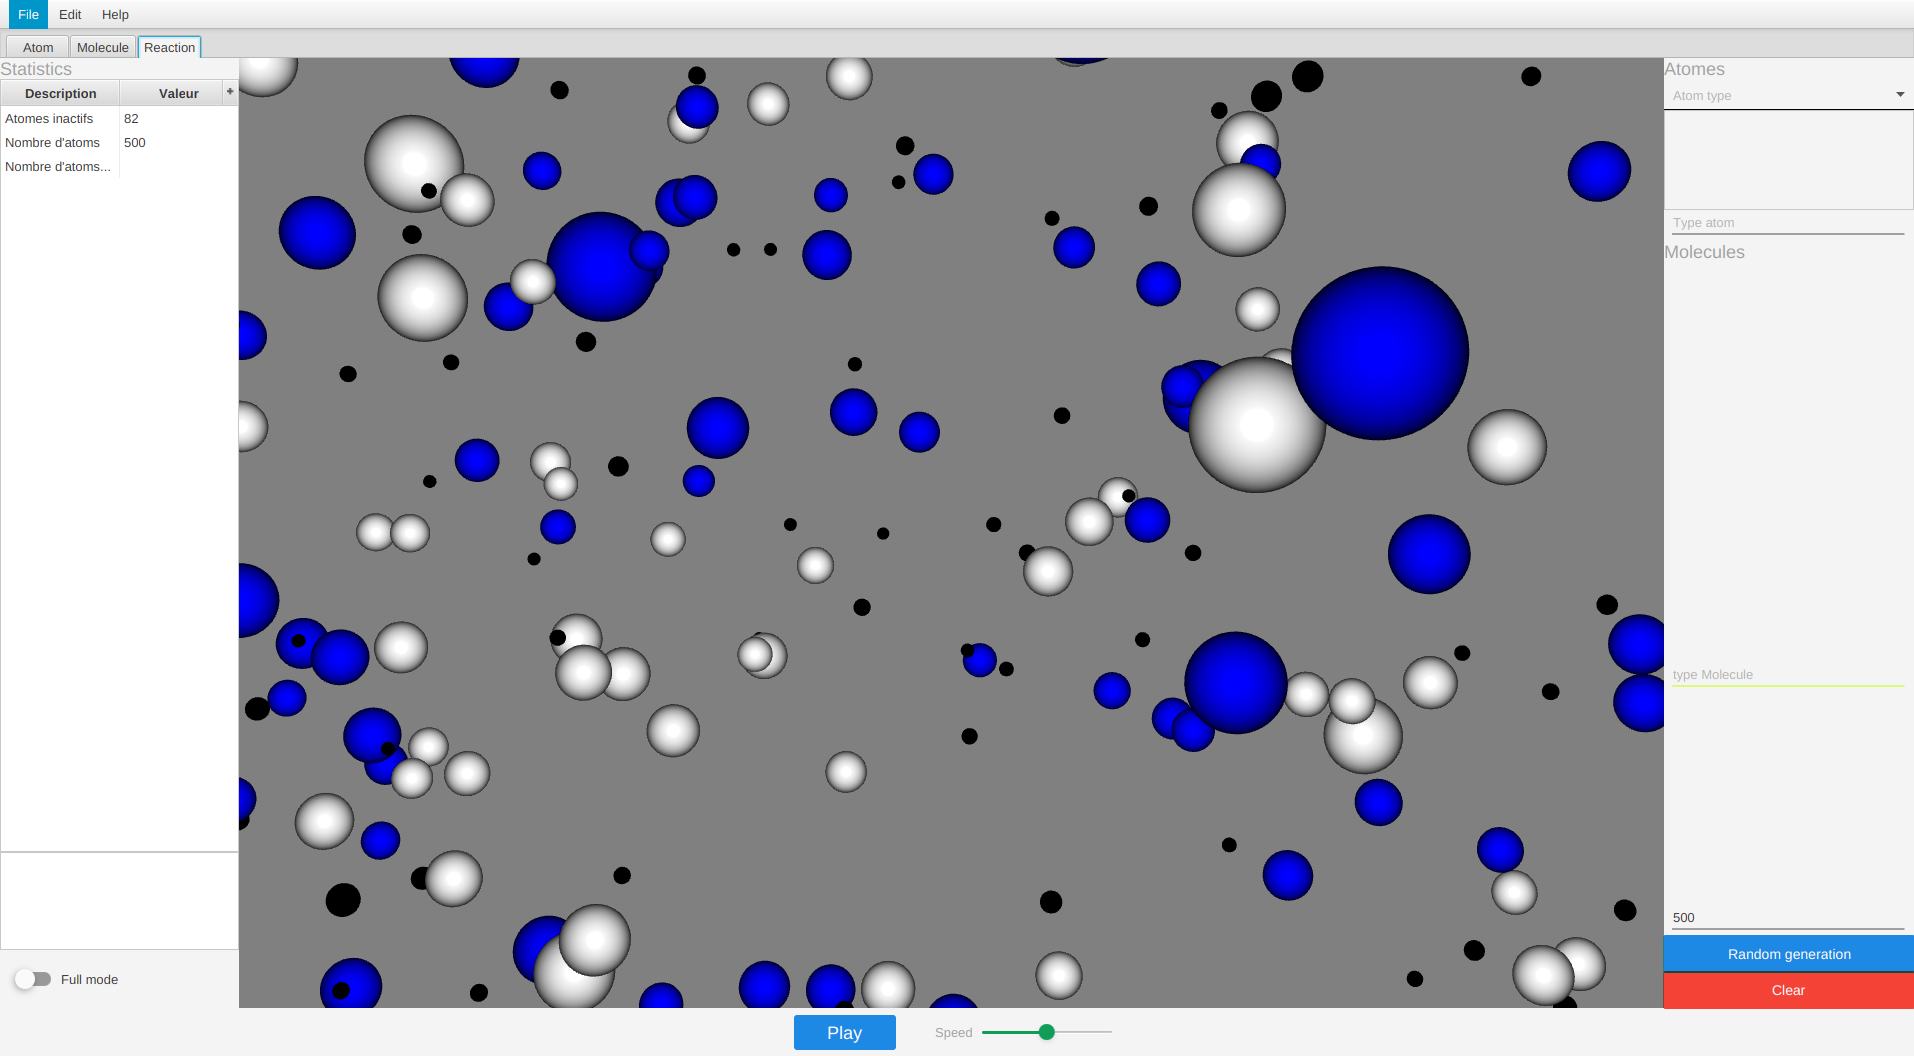 File Edit Help
Atom Molecule Reaction
Statistics
Description Valeur +
Atomes inactifs 82
Nombre d'atoms 500
Nombre d'atoms...
Full mode
Atomes
Atom type
Type atom
Molecules
type Molecule
500
Random generation
Clear
Play Speed